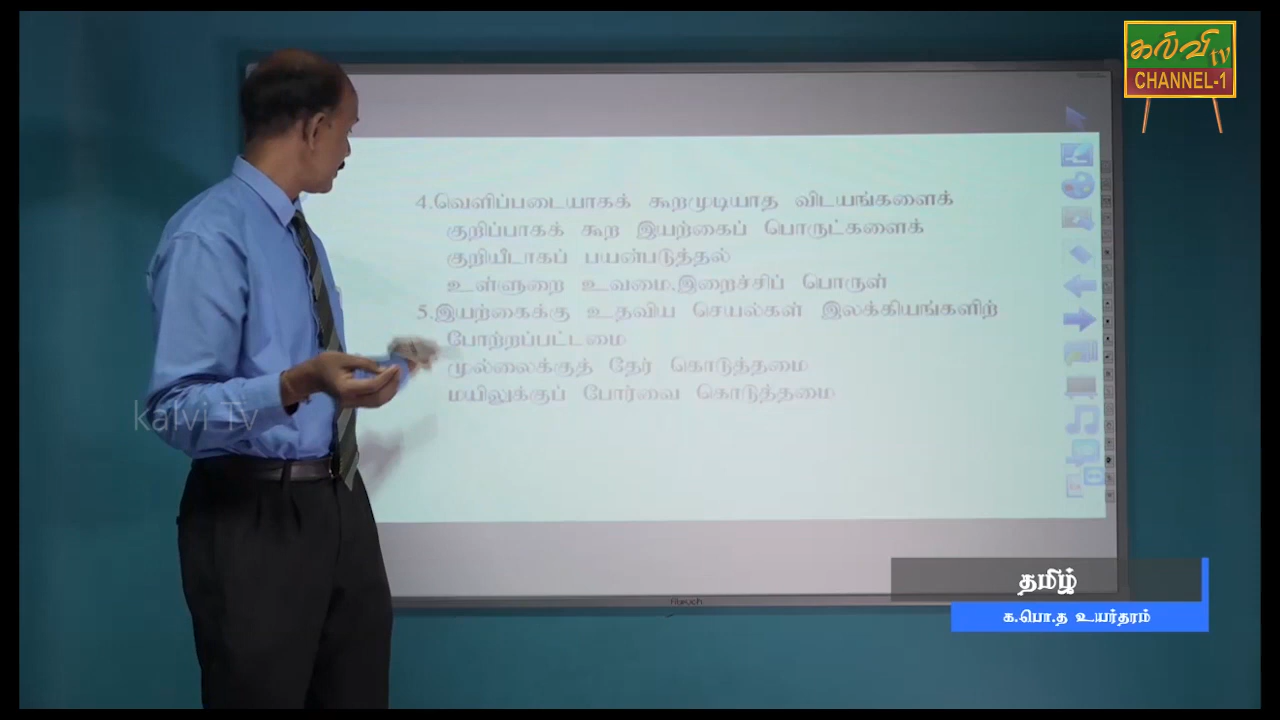 கல்வி tv
CHANNEL-1
4.வெளிப்படையாகக் கூறமுடியாத விடயங்களைக்
குறிப்பாகக் கூற இயற்கைப் பொருட்களைக்
குறியீடாகப் பயன்படுத்தல்
உள்ளுறை உவமை.இறைச்சிப் பொருள்
5.இயற்கைக்கு உதவிய செயல்கள் இலக்கியங்களிற்
போற்றப்பட்டமை
முல்லைக்குத் தேர் கொடுத்தமை
மயிலுக்குப் போர்வை கொடுத்தமை
kalvi Tv
தமிழ்
க.பொ.த உயர்தரம்